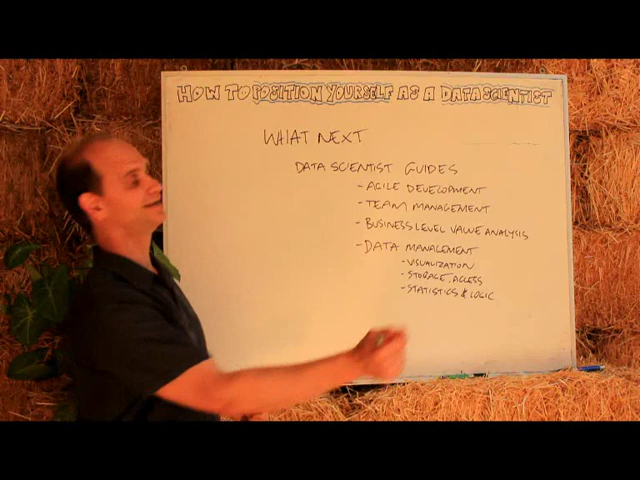 HOW TO POSITION YOURSELF AS A DATA SCIENTIST
WHAT NEXT
DATA SCIENTIST GUIDES
- AGILE DEVELOPMENT
- TEAM MANAGEMENT
- BUSINESS LEVEL VALUE ANALYSIS
- DATA MANAGEMENT
- VISUALIZATION
- STORAGE, ACCESS
- STATISTICS & LOGIC